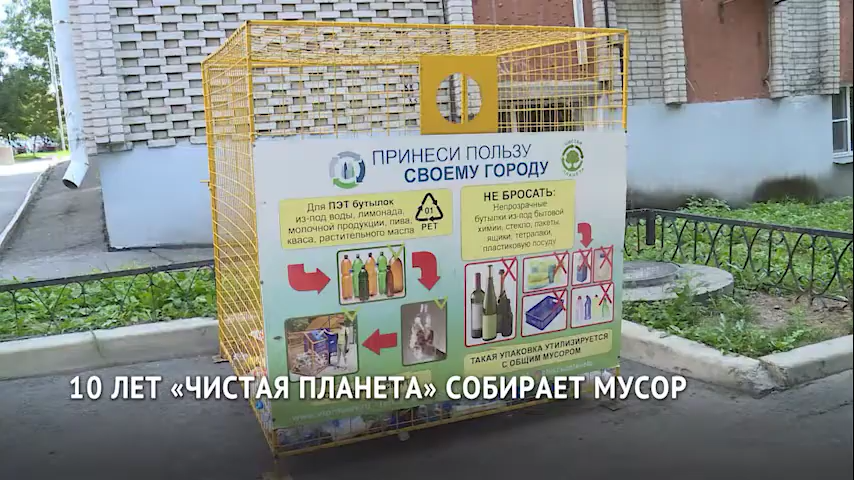 ПРИНЕСИ ПОЛЬЗУ
СВОЕМУ ГОРОДУ
Для ПЭТ бутылок
из-под воды, лимонада,
молочной продукции, пива,
кваса, растительного масла
01
PET
НЕ БРОСАТЬ:
Непрозрачные
бутылки из-под бытовой
химии, стекло, пакеты,
ящики, тетрапаки,
пластиковую посуду
ТАКАЯ УПАКОВКА УТИЛИЗИРУЕТСЯ
С ОБЩИМ МУСОРОМ
10 ЛЕТ «ЧИСТАЯ ПЛАНЕТА» СОБИРАЕТ МУСОР